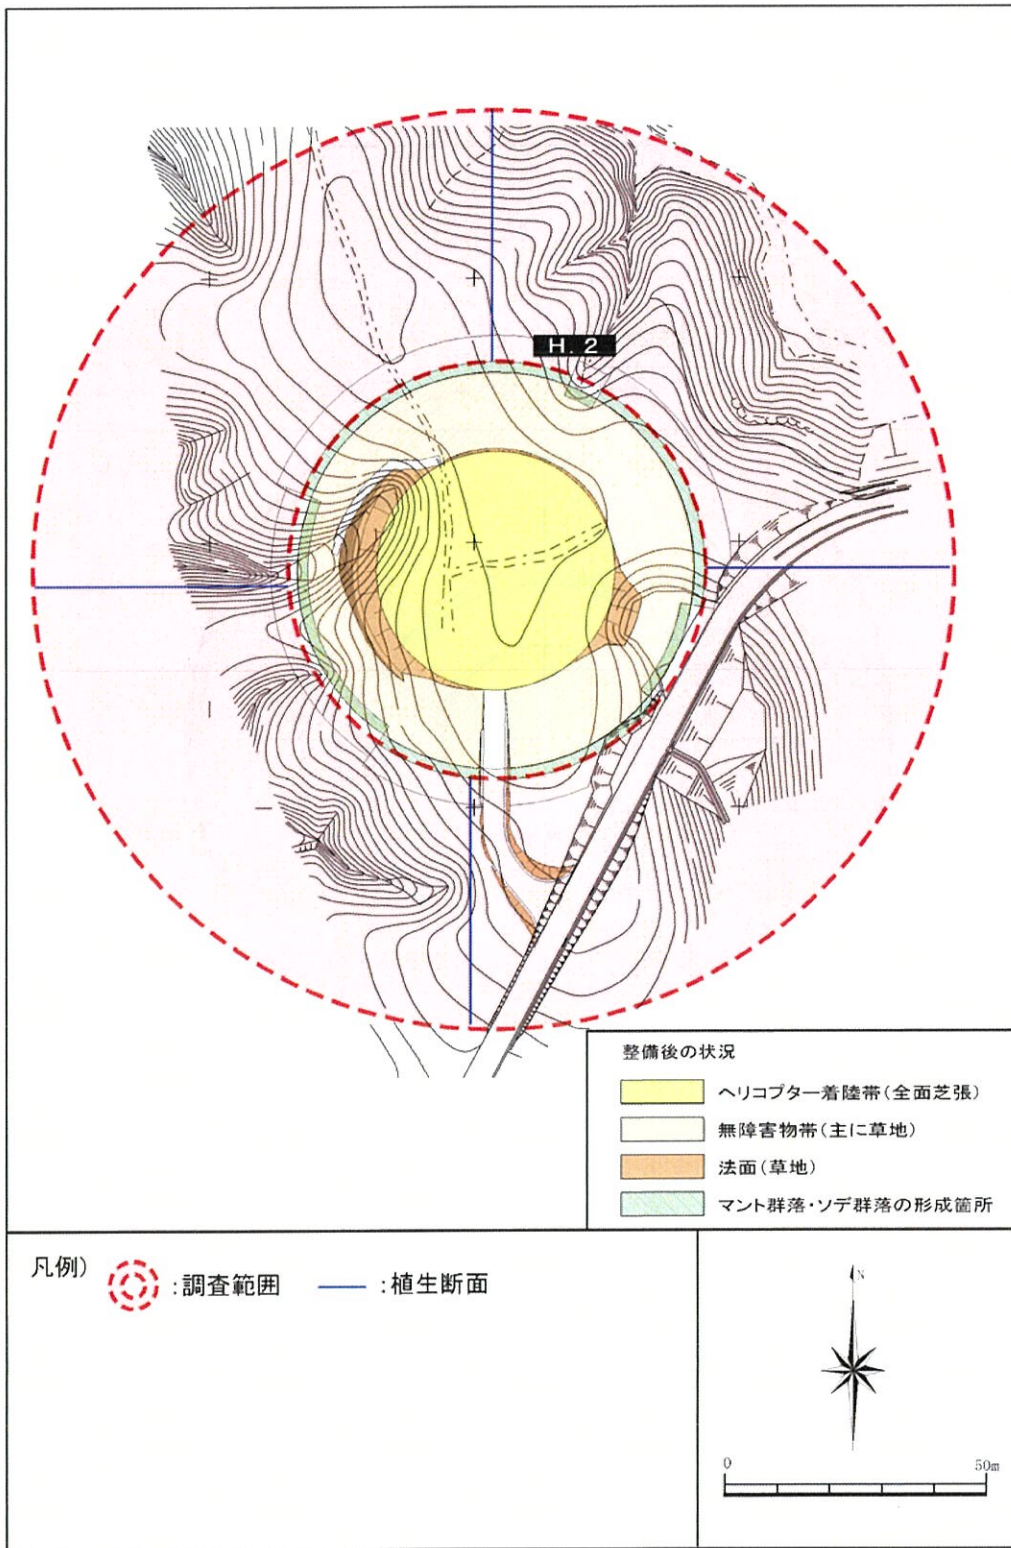 H. 2
整備後の状況
ヘリコプター着陸帯(全面芝張)
無障害物帯(主に草地)
法面(草地)
マント群落・ソデ群落の形成箇所
凡例)
:調査範囲
:植生断面
N
0 50m